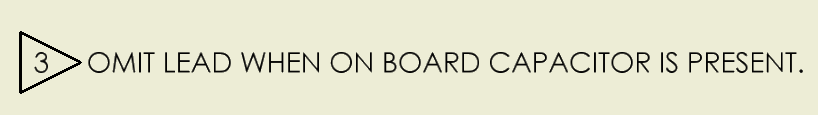 3 OMIT LEAD WHEN ON BOARD CAPACITOR IS PRESENT.